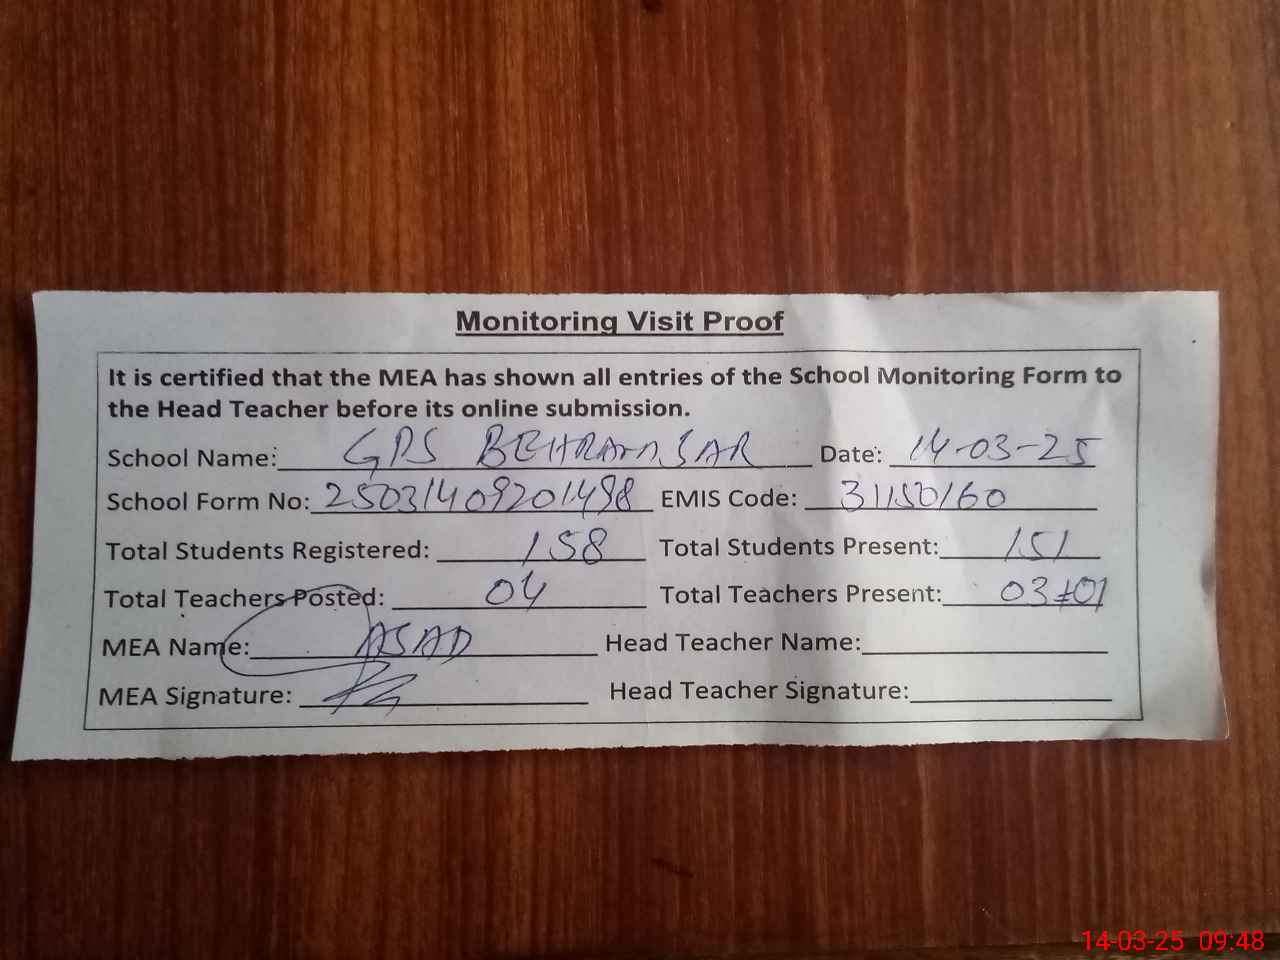 Monitoring Visit Proof
It is certified that the MEA has shown all entries of the School Monitoring Form to
the Head Teacher before its online submission.
School Name: GPS BEHRAMSAR Date: 14-03-25
School Form No: 25031409201498 EMIS Code: 31150160
Total Students Registered: 158 Total Students Present: 151
Total Teachers Posted: 04 Total Teachers Present: 03+01
MEA Name: ASAD Head Teacher Name:
MEA Signature: Head Teacher Signature:
14-03-25 09:48